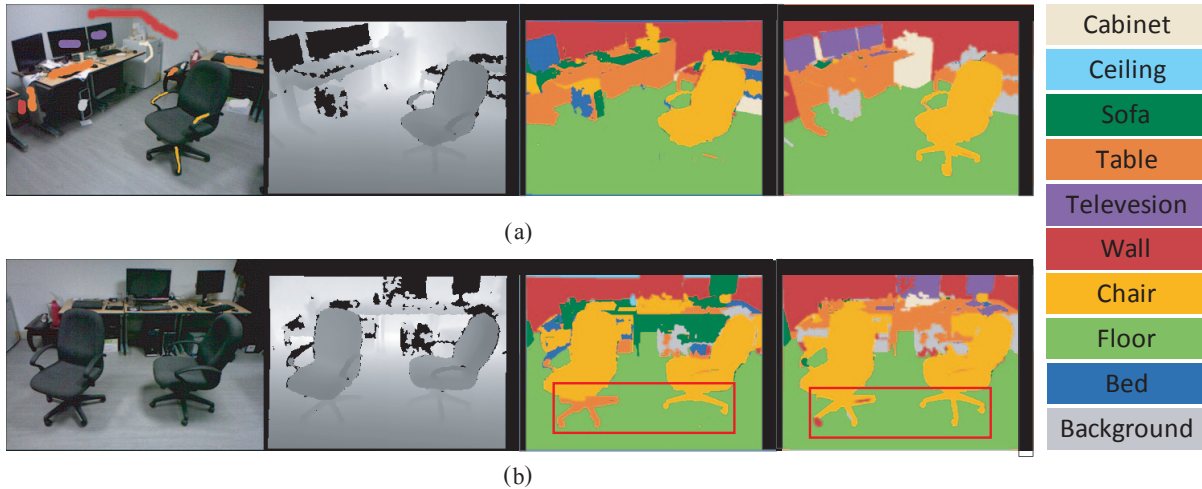 Cabinet
Ceiling
Sofa
Table
Televesion
Wall
Chair
Floor
Bed
Background
(a)
(b)